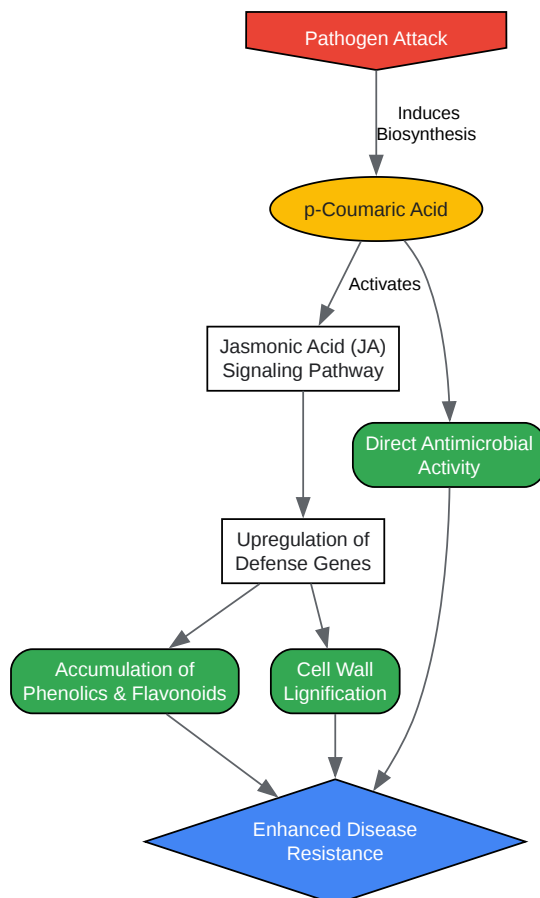 Pathogen Attack
Induces
Biosynthesis
p-Coumaric Acid
Activates
Jasmonic Acid (JA)
Signaling Pathway
Direct Antimicrobial
Activity
Upregulation of
Defense Genes
Accumulation of
Phenolics & Flavonoids
Cell Wall
Lignification
Enhanced Disease
Resistance